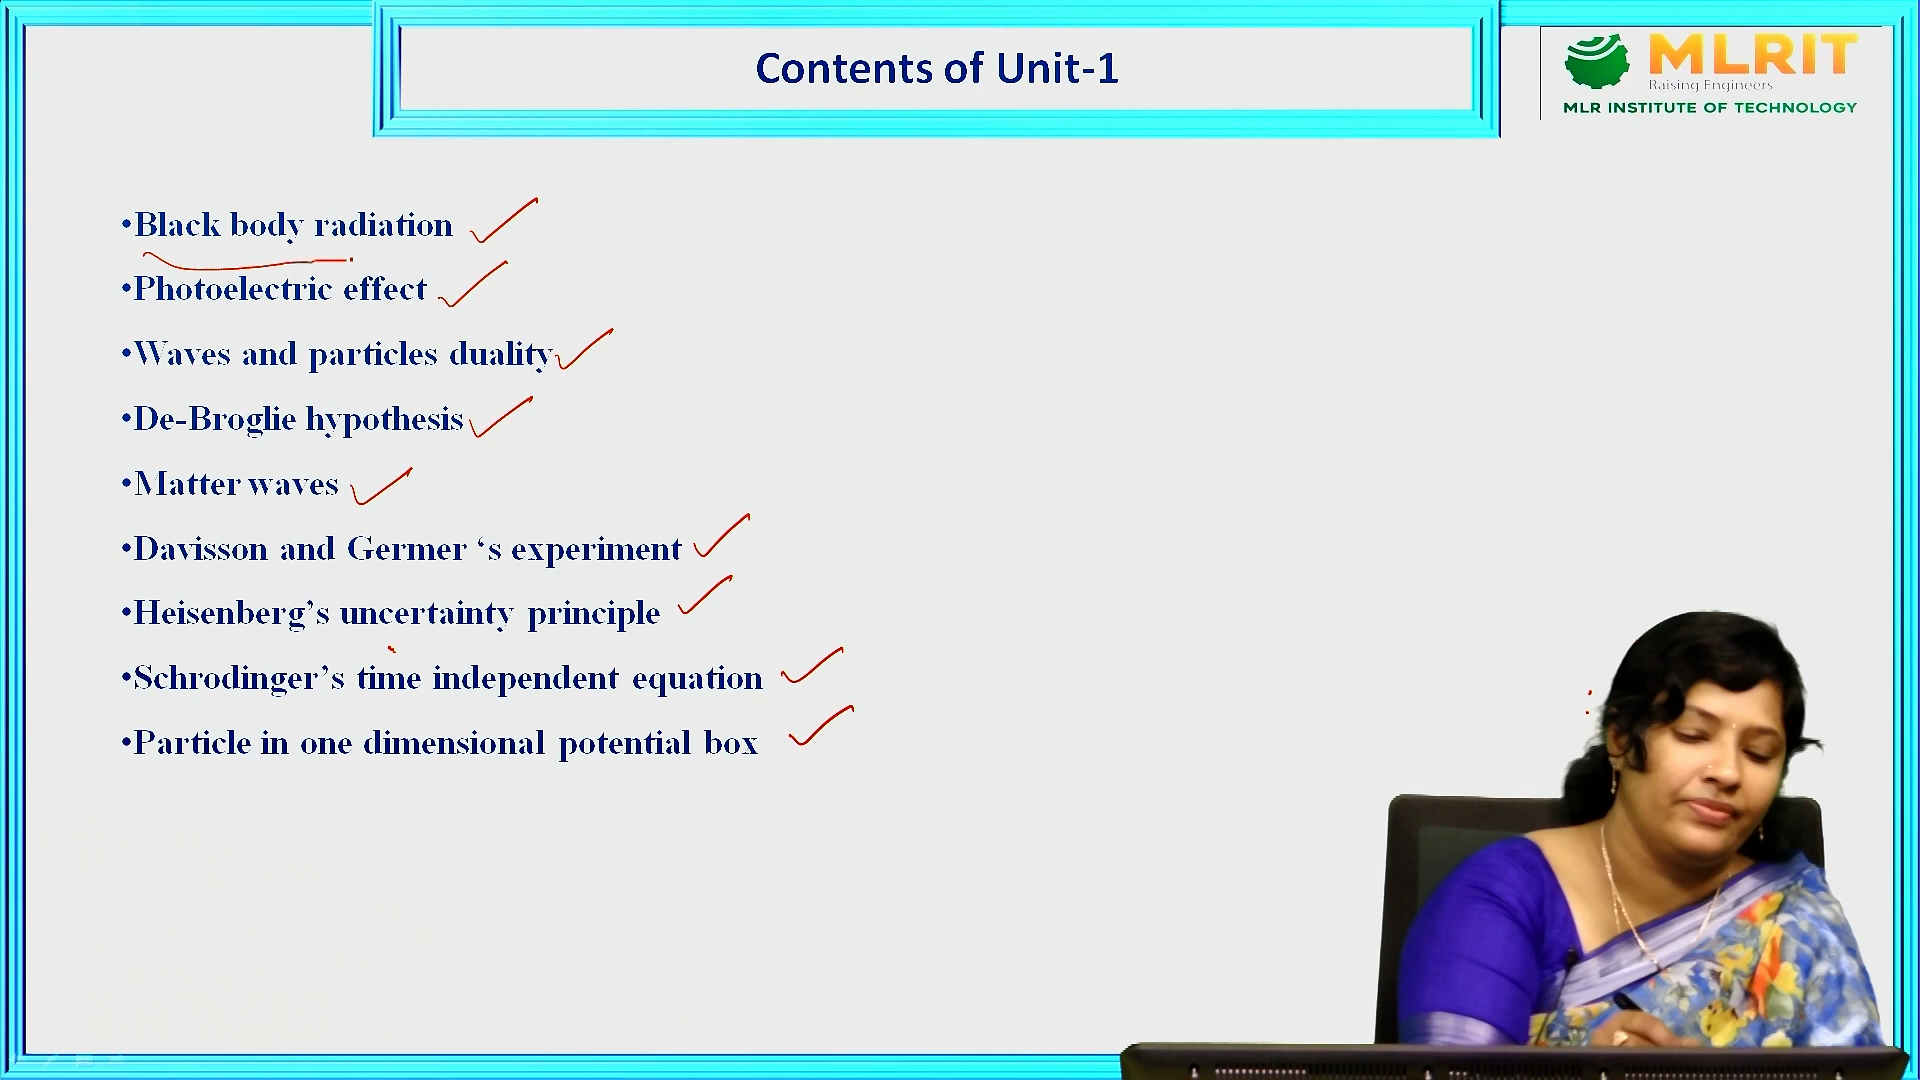 Contents of Unit-1
MLRIT
Raising Engineers
MLR INSTITUTE OF TECHNOLOGY
•Black body radiation
•Photoelectric effect
•Waves and particles duality
•De-Broglie hypothesis
•Matter waves
•Davisson and Germer ‘s experiment
•Heisenberg’s uncertainty principle
•Schrodinger’s time independent equation
•Particle in one dimensional potential box